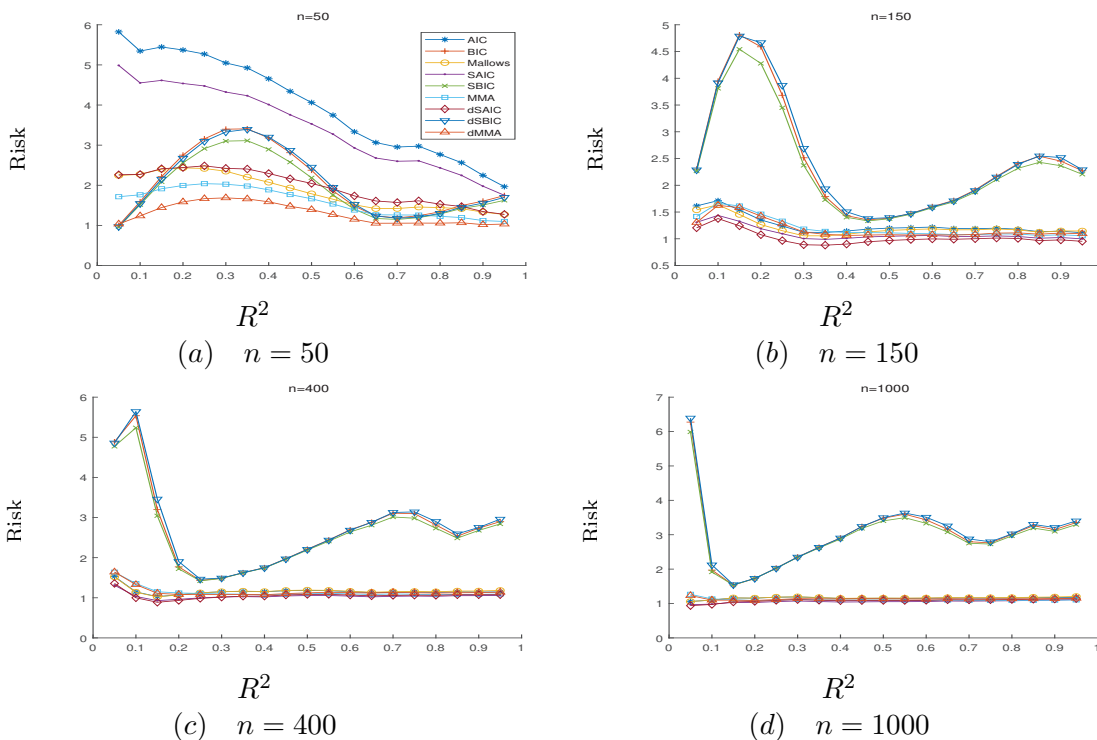 n=50
Risk
6
5
4
3
2
1
0
0 0.1 0.2 0.3 0.4 0.5 0.6 0.7 0.8 0.9 1
AIC
BIC
Mallows
SAIC
SBIC
MMA
dSAIC
dSBIC
dMMA
R²
(a) n = 50
n=150
Risk
5
4.5
4
3.5
3
2.5
2
1.5
1
0.5
0 0.1 0.2 0.3 0.4 0.5 0.6 0.7 0.8 0.9
R²
(b) n = 150
n=400
Risk
6
5
4
3
2
1
0
0 0.1 0.2 0.3 0.4 0.5 0.6 0.7 0.8 0.9 1
R²
(c) n = 400
n=1000
Risk
7
6
5
4
3
2
1
0
0 0.1 0.2 0.3 0.4 0.5 0.6 0.7 0.8 0.9 1
R²
(d) n = 1000